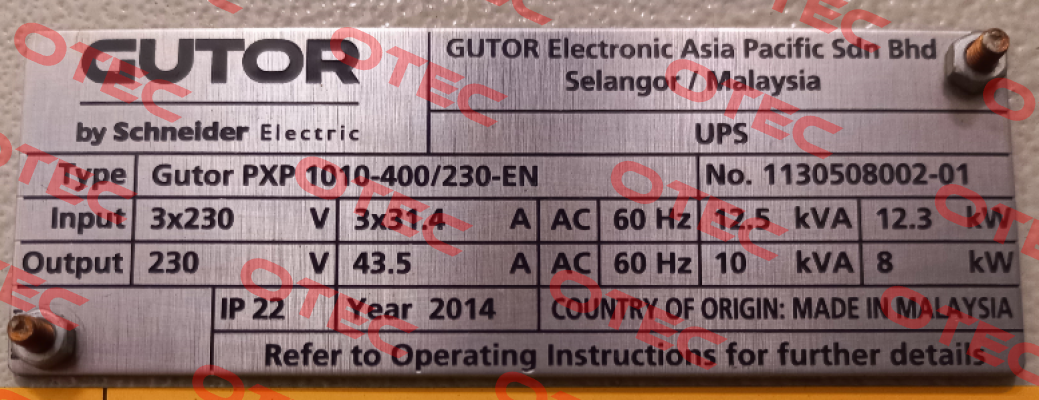 GUTOR
by Schneider Electric
GUTOR Electronic Asia Pacific Sdn Bhd
Selangor / Malaysia
UPS
Type Gutor PXP 1010-400/230-EN No. 1130508002-01
Input 3x230 V 3x31.4 A AC 60 Hz 12.5 kVA 12.3 kW
Output 230 V 43.5 A AC 60 Hz 10 kVA 8 kW
IP 22 Year 2014 COUNTRY OF ORIGIN: MADE IN MALAYSIA
Refer to Operating Instructions for further details
OTEC